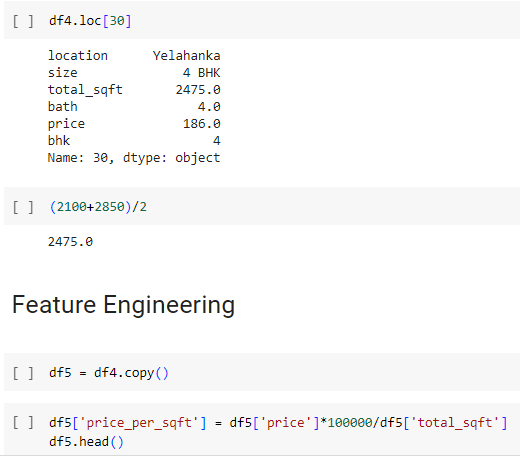 [ ] df4.loc[30]
location Yelahanka
size 4 BHK
total_sqft 2475.0
bath 4.0
price 186.0
bhk 4
Name: 30, dtype: object
[ ] (2100+2850)/2
2475.0
Feature Engineering
[ ] df5 = df4.copy()
[ ] df5['price_per_sqft'] = df5['price']*100000/df5['total_sqft']
df5.head()